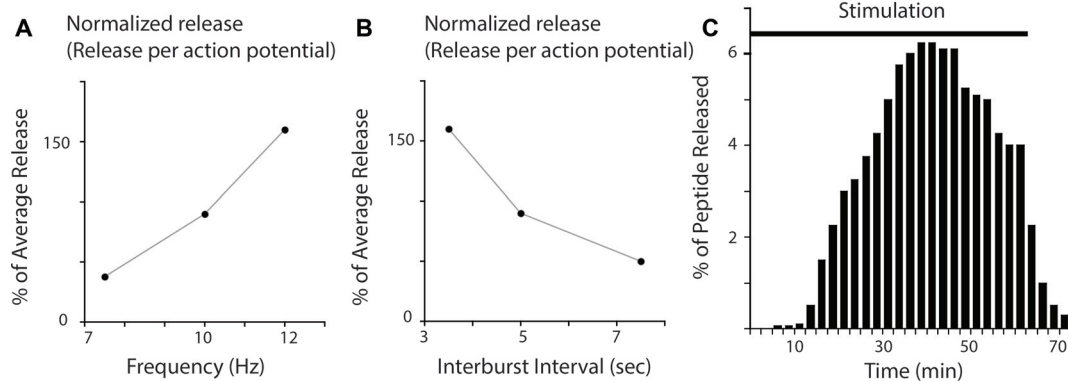 A
Normalized release
(Release per action potential)
% of Average Release
150
0
7
10
12
Frequency (Hz)
B
Normalized release
(Release per action potential)
% of Average Release
150
0
3
5
7
Interburst Interval (sec)
C
Stimulation
% of Peptide Released
6
4
2
10
30
50
70
Time (min)